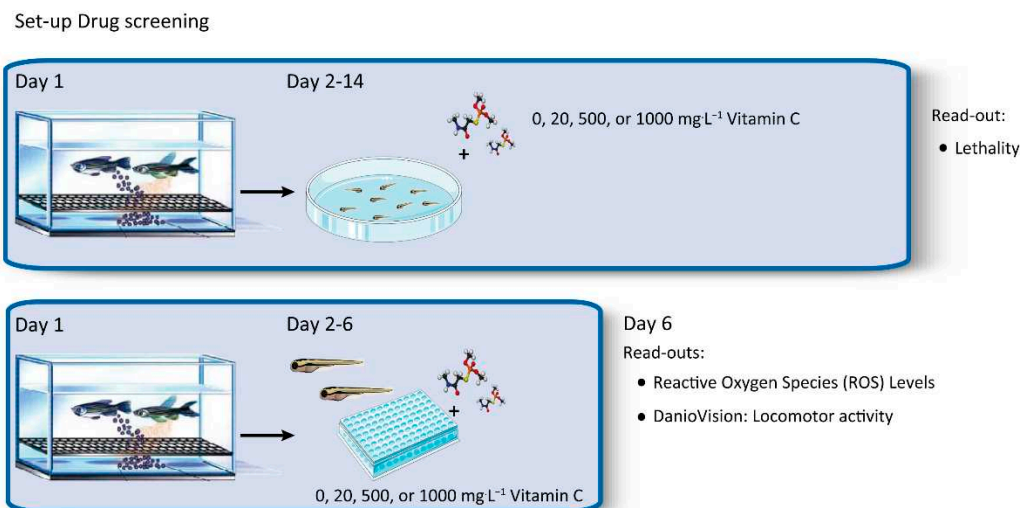 Set-up Drug screening
Day 1
Day 2-14
0, 20, 500, or 1000 mg·L⁻¹ Vitamin C
+
Read-out:
• Lethality
Day 1
Day 2-6
+
0, 20, 500, or 1000 mg·L⁻¹ Vitamin C
Day 6
Read-outs:
• Reactive Oxygen Species (ROS) Levels
• DanioVision: Locomotor activity